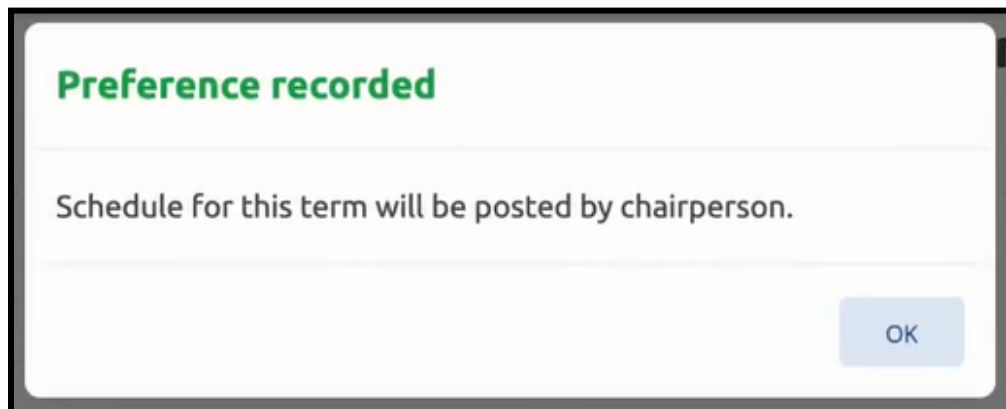 Preference recorded
Schedule for this term will be posted by chairperson.
OK